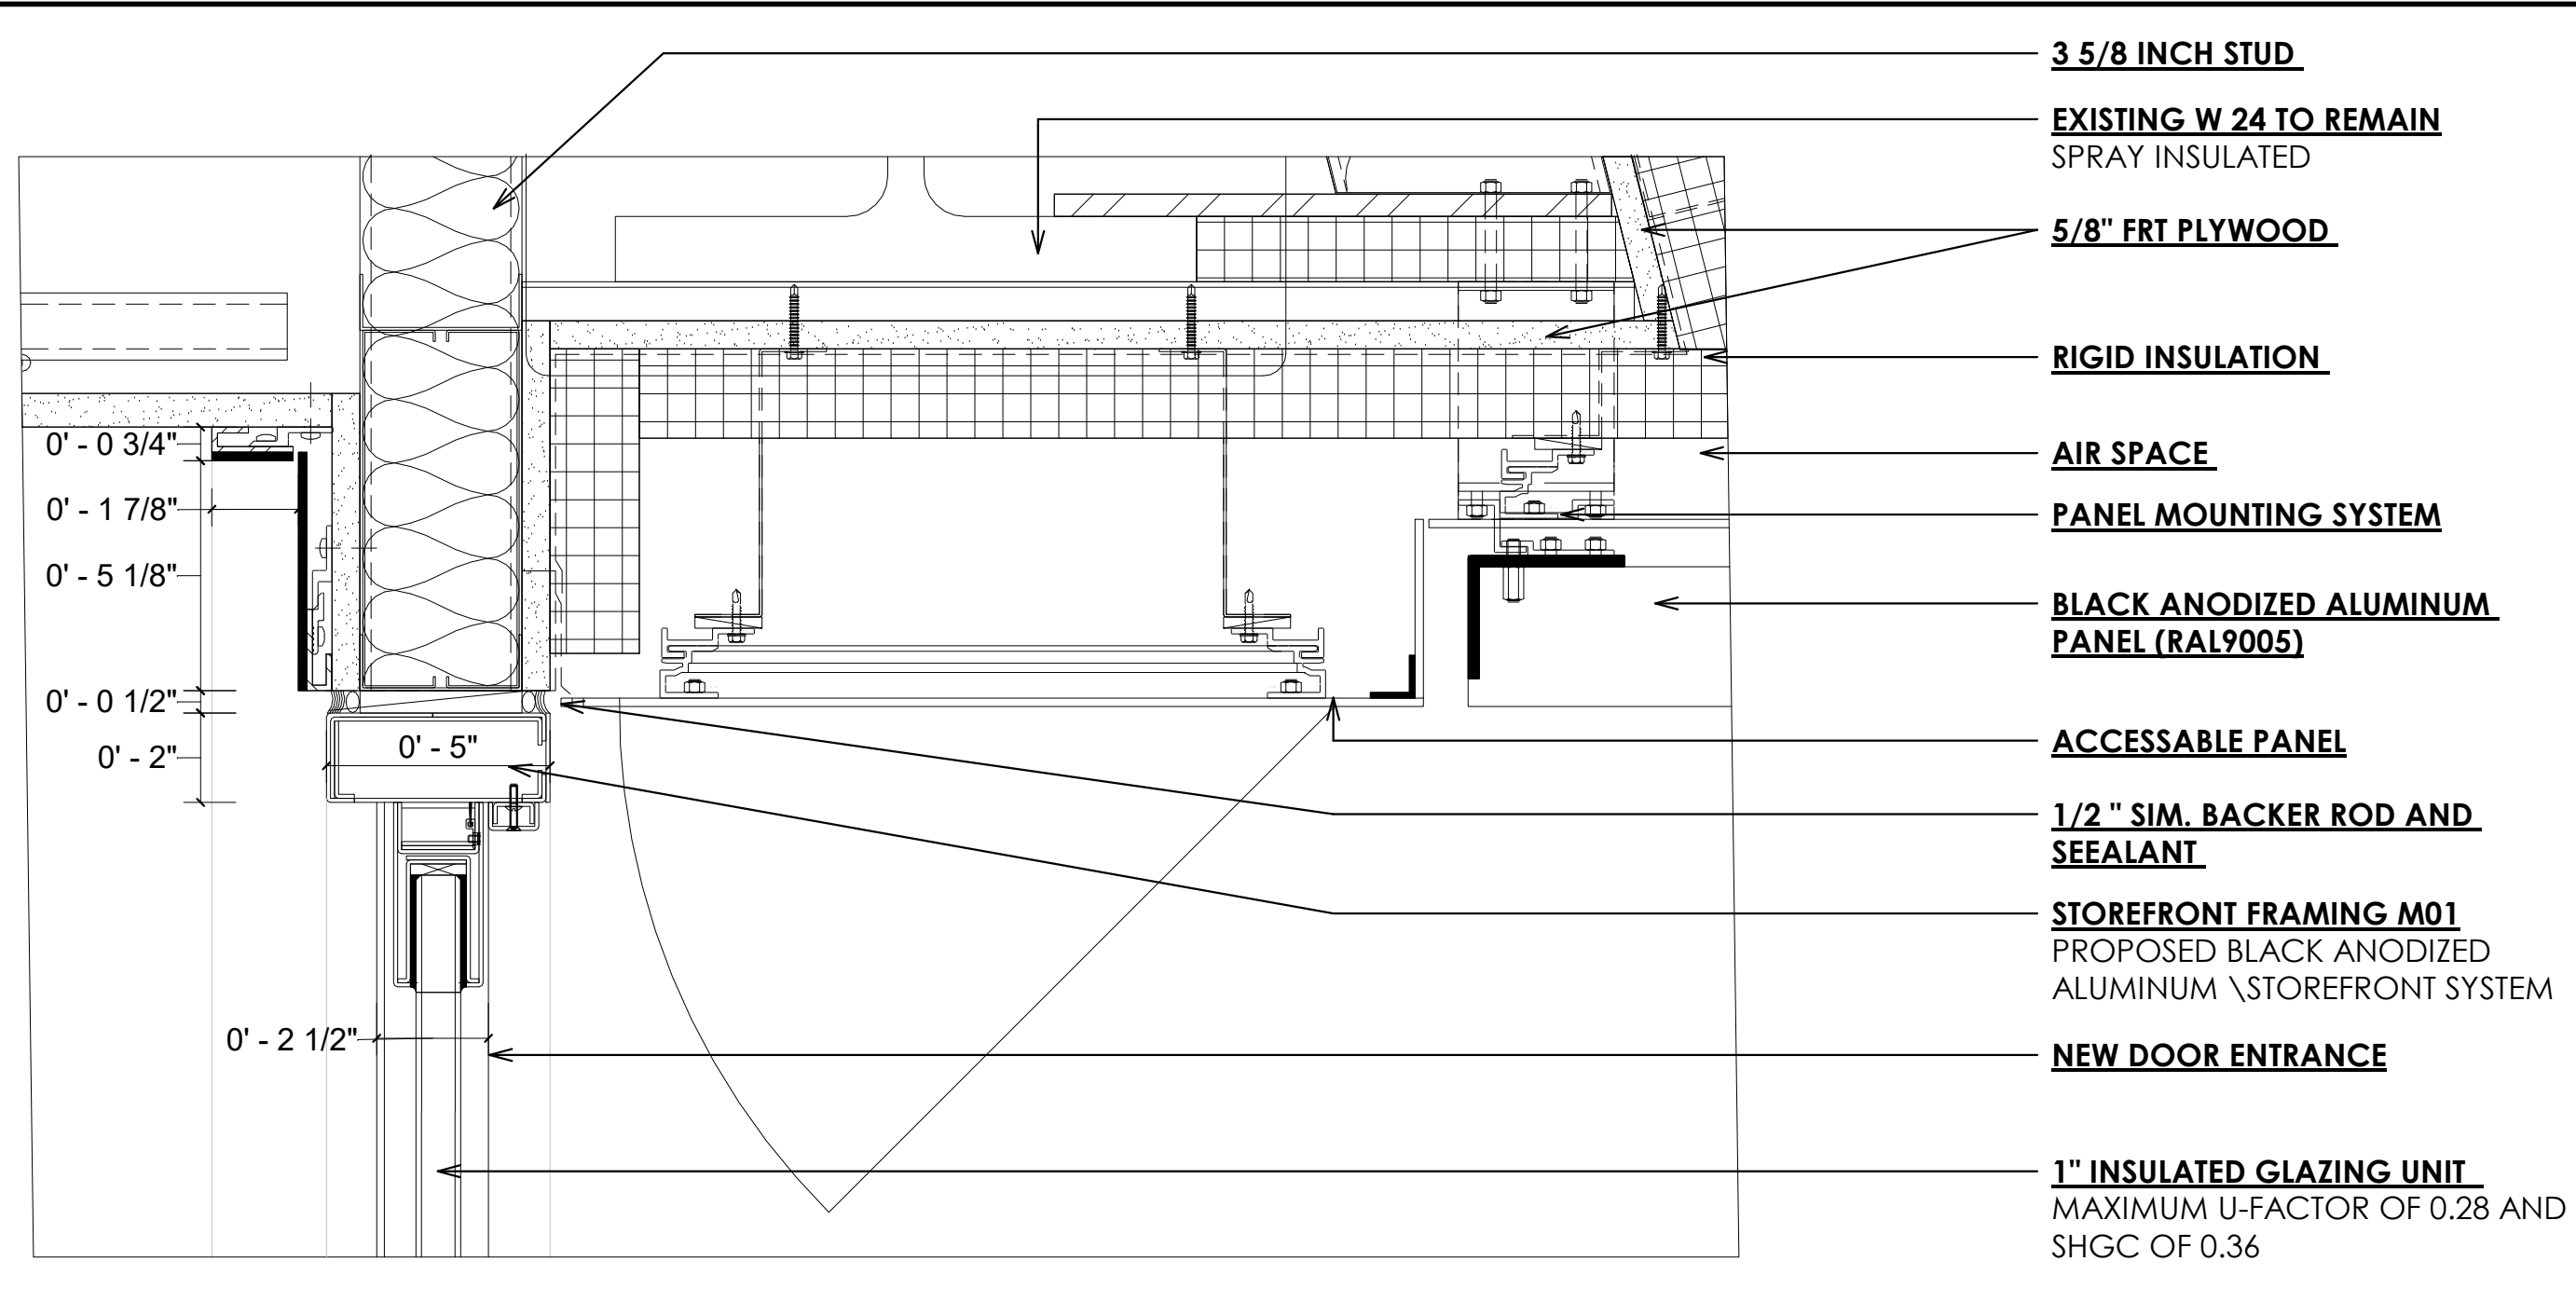 3 5/8 INCH STUD
EXISTING W 24 TO REMAIN
SPRAY INSULATED
5/8" FRT PLYWOOD
RIGID INSULATION
AIR SPACE
PANEL MOUNTING SYSTEM
BLACK ANODIZED ALUMINUM
PANEL (RAL9005)
ACCESSABLE PANEL
1/2 " SIM. BACKER ROD AND
SEEALANT
STOREFRONT FRAMING M01
PROPOSED BLACK ANODIZED
ALUMINUM \STOREFRONT SYSTEM
NEW DOOR ENTRANCE
1" INSULATED GLAZING UNIT
MAXIMUM U-FACTOR OF 0.28 AND
SHGC OF 0.36
0' - 0 3/4"
0' - 1 7/8"
0' - 5 1/8"
0' - 0 1/2"
0' - 2"
0' - 5"
0' - 2 1/2"